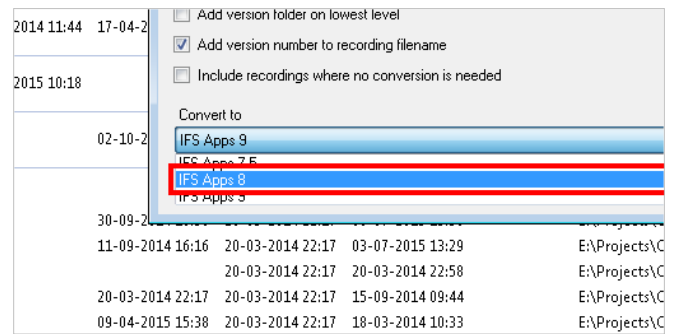 Add version folder on lowest level
2014 11:44 17-04-2
Add version number to recording filename
2015 10:18
Include recordings where no conversion is needed
Convert to
02-10-2
IFS Apps 9
IFS Apps 7.5
IFS Apps 8
IFS Apps 9
30-09-2
11-09-2014 16:16 20-03-2014 22:17 03-07-2015 13:29 E:\Projects\C
20-03-2014 22:17 20-03-2014 22:58 E:\Projects\C
20-03-2014 22:17 20-03-2014 22:17 15-09-2014 09:44 E:\Projects\C
09-04-2015 15:38 20-03-2014 22:17 18-03-2014 10:33 E:\Projects\C